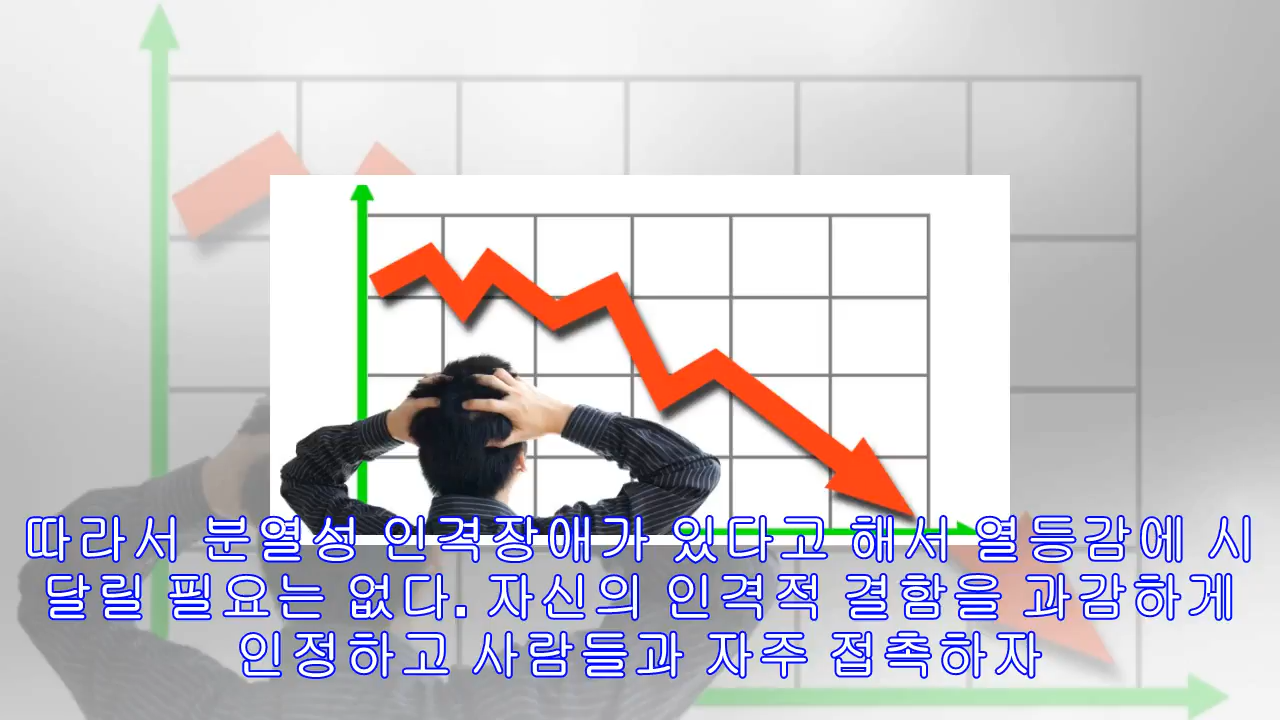 따라서 분열성 인격장애가 있다고 해서 열등감에 시
달릴 필요는 없다. 자신의 인격적 결함을 과감하게
인정하고 사람들과 자주 접촉하자